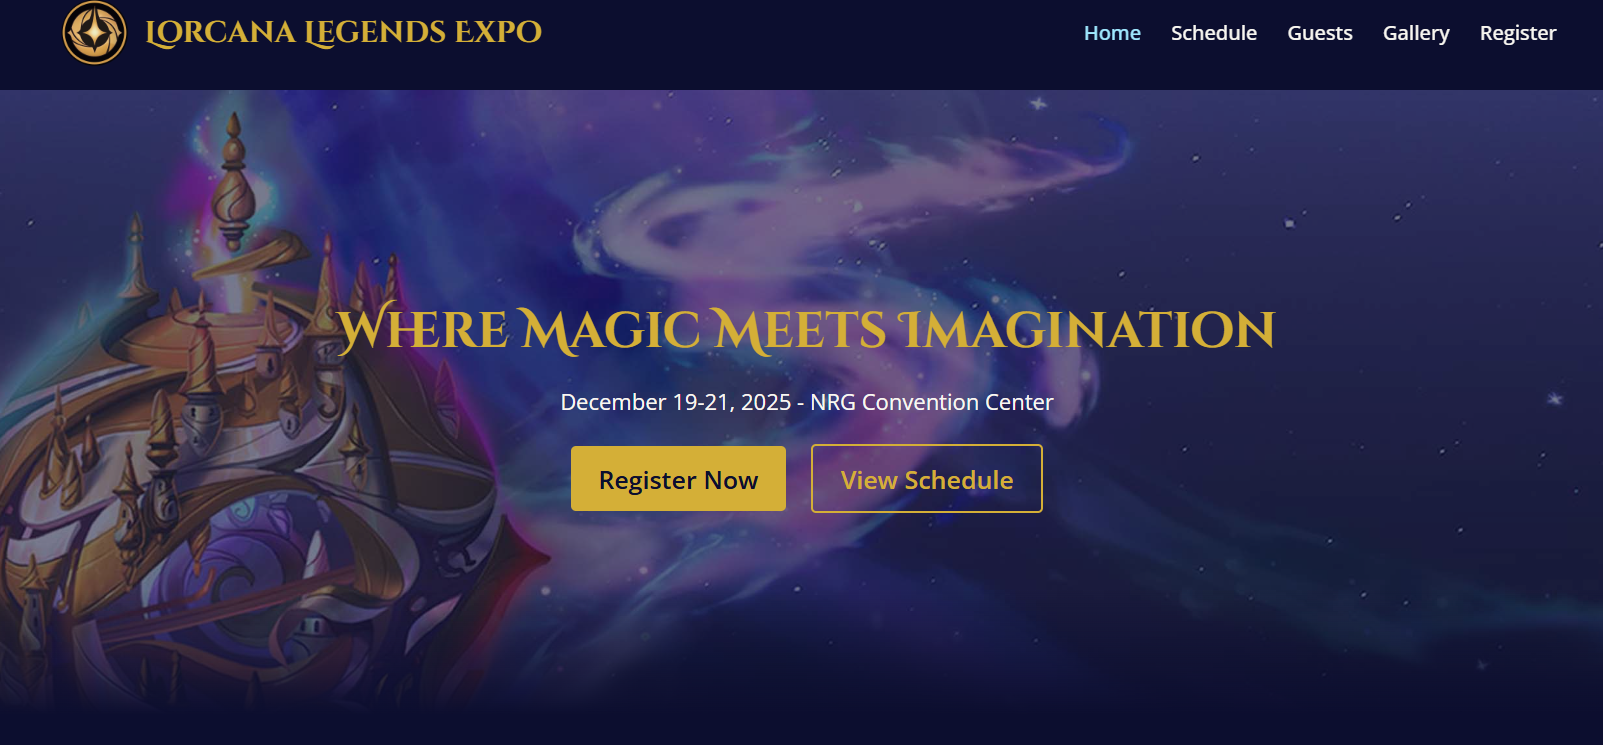 Lorcana Legends Expo
Home Schedule Guests Gallery Register
Where Magic Meets Imagination
December 19-21, 2025 - NRG Convention Center
Register Now View Schedule